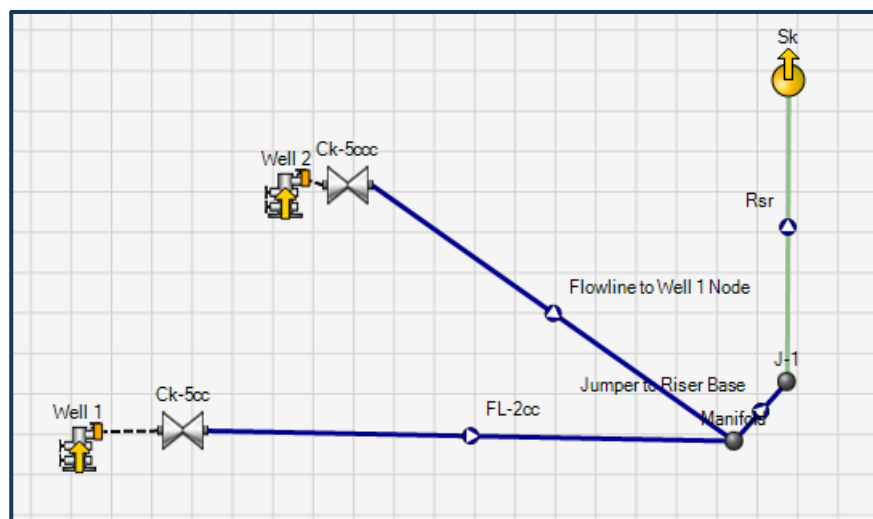 Sk
Well 2
Ck-5ccc
Rsr
Flowline to Well 1 Node
J-1
Jumper to Riser Base
Ck-5cc
Well 1
FL-2cc
Manifold